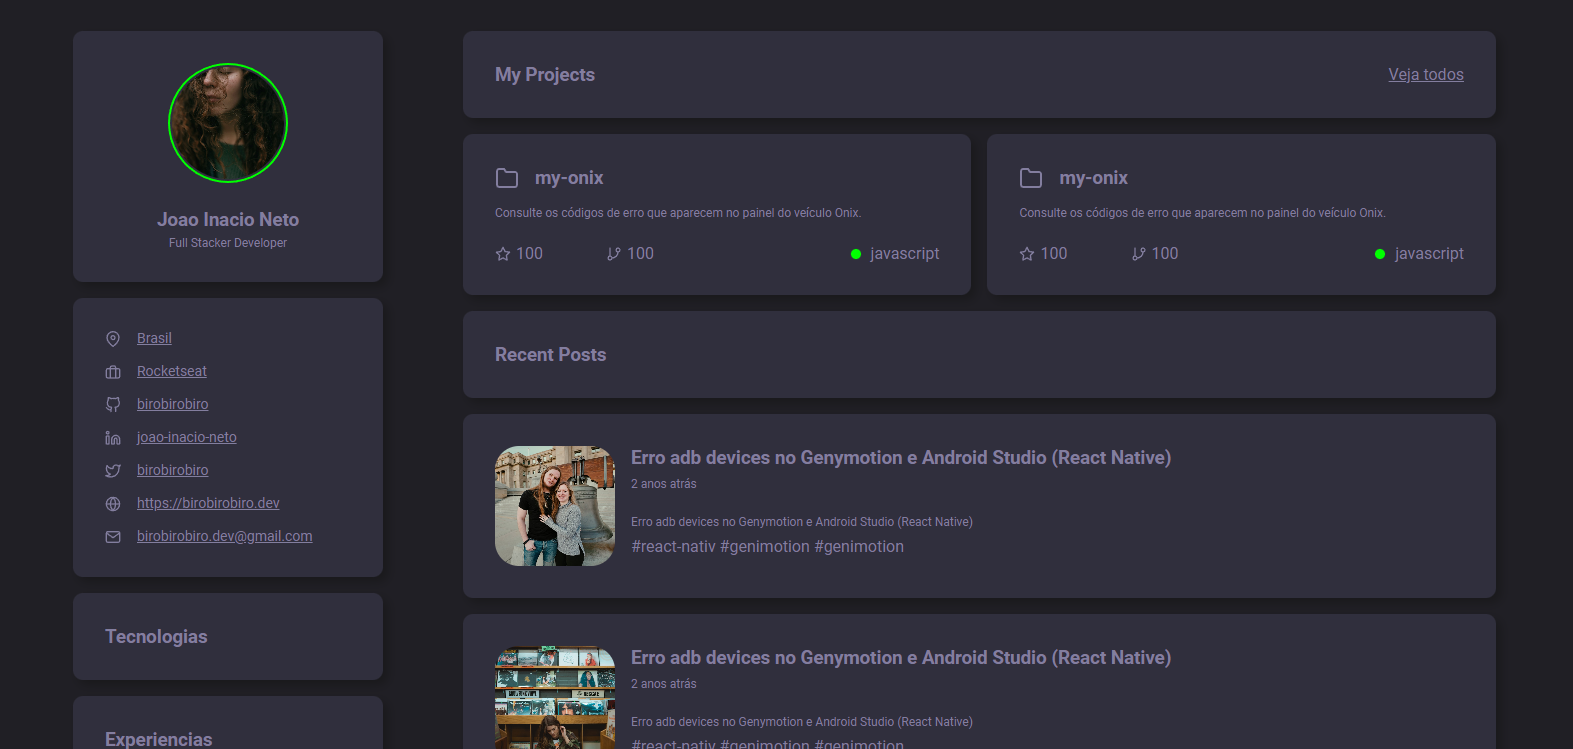 Joao Inacio Neto
Full Stacker Developer
Brasil
Rocketseat
birobirobiro
joao-inacio-neto
birobirobiro
https://birobirobiro.dev
birobirobiro.dev@gmail.com
Tecnologias
Experiencias
My Projects
Veja todos
my-onix
Consulte os códigos de erro que aparecem no painel do veículo Onix.
100 100 javascript
my-onix
Consulte os códigos de erro que aparecem no painel do veículo Onix.
100 100 javascript
Recent Posts
Erro adb devices no Genymotion e Android Studio (React Native)
2 anos atrás
Erro adb devices no Genymotion e Android Studio (React Native)
#react-nativ #genimotion #genimotion
Erro adb devices no Genymotion e Android Studio (React Native)
2 anos atrás
Erro adb devices no Genymotion e Android Studio (React Native)
#react-nativ #genimotion #genimotion